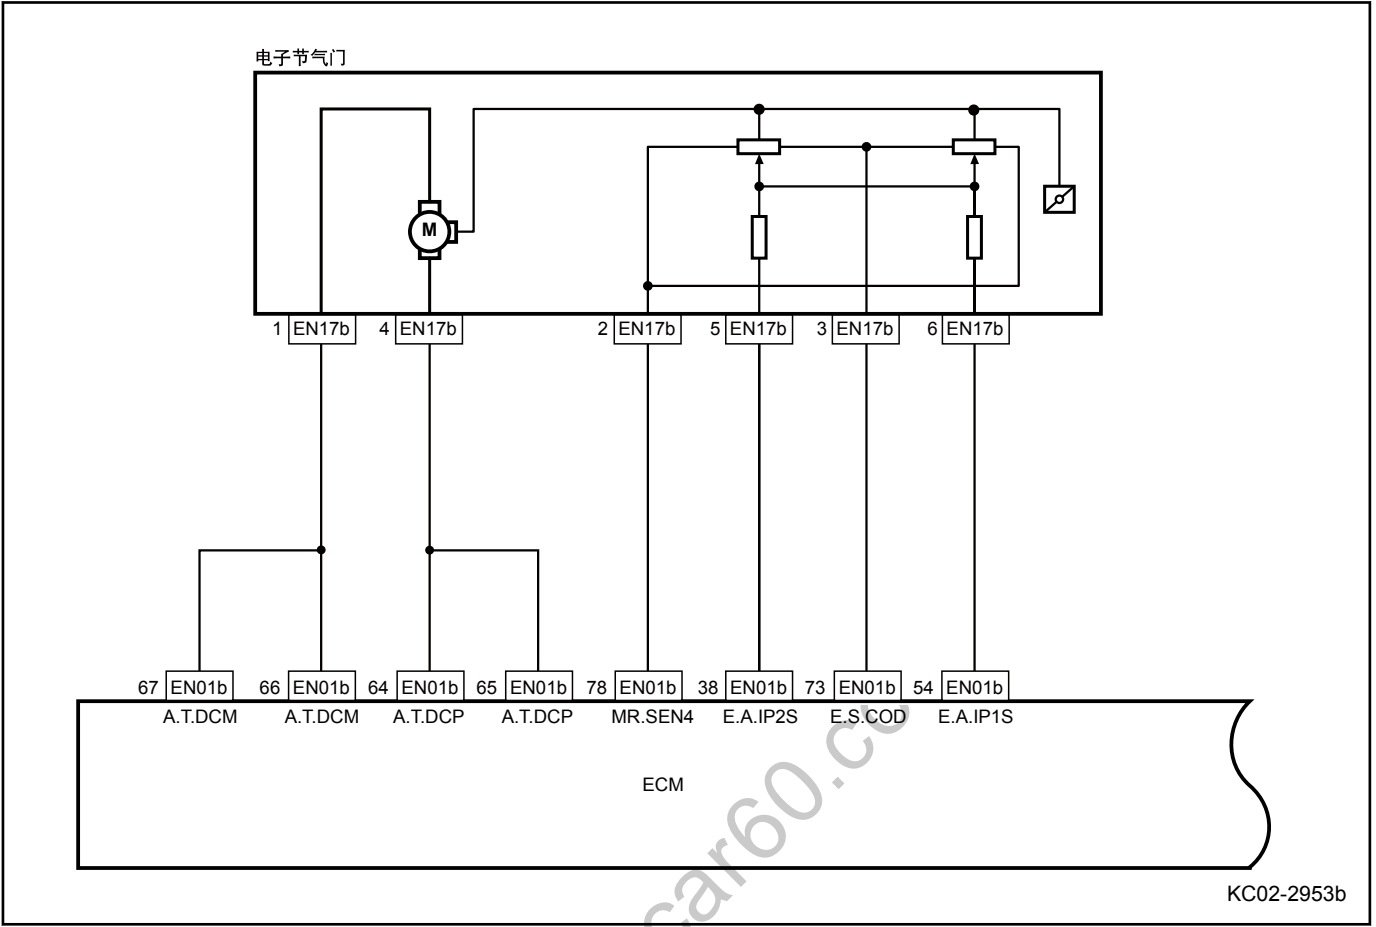 电子节气门
M
1 EN17b 4 EN17b 2 EN17b 5 EN17b 3 EN17b 6 EN17b
67 EN01b 66 EN01b 64 EN01b 65 EN01b 78 EN01b 38 EN01b 73 EN01b 54 EN01b
A.T.DCM A.T.DCM A.T.DCP A.T.DCP MR.SEN4 E.A.IP2S E.S.COD E.A.IP1S
ECM
car60.co
KC02-2953b